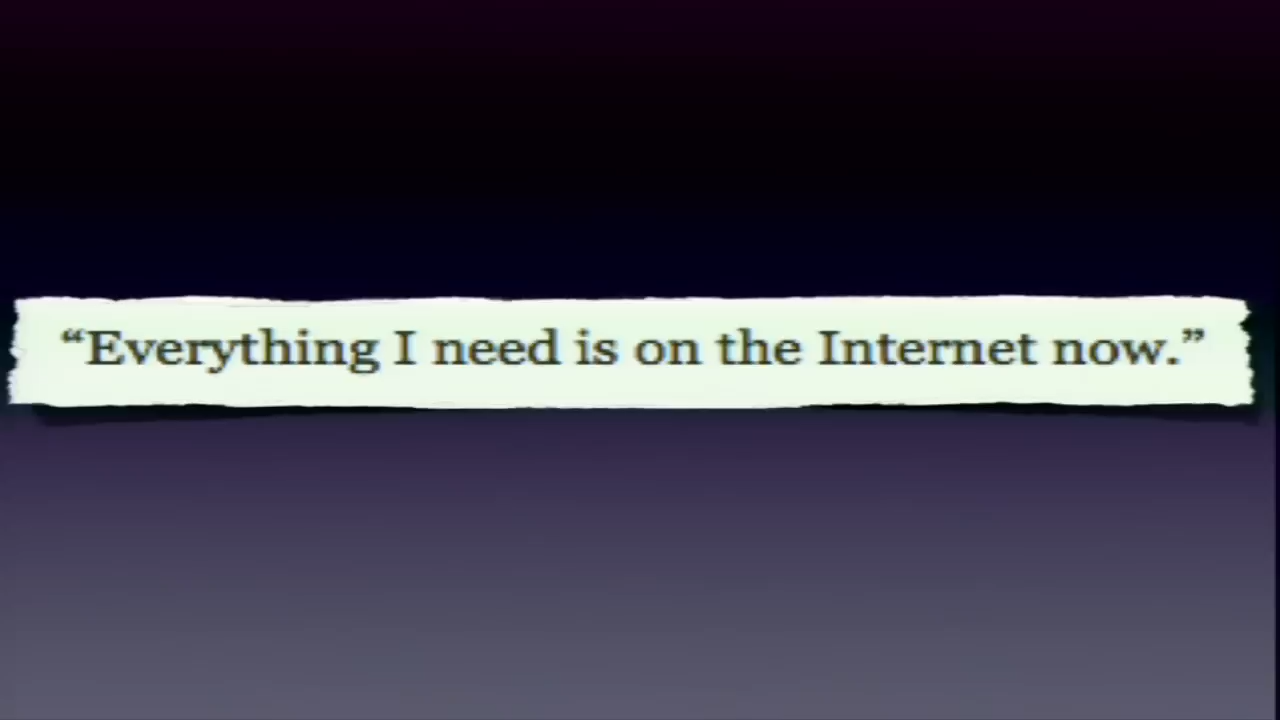 “Everything I need is on the Internet now.”